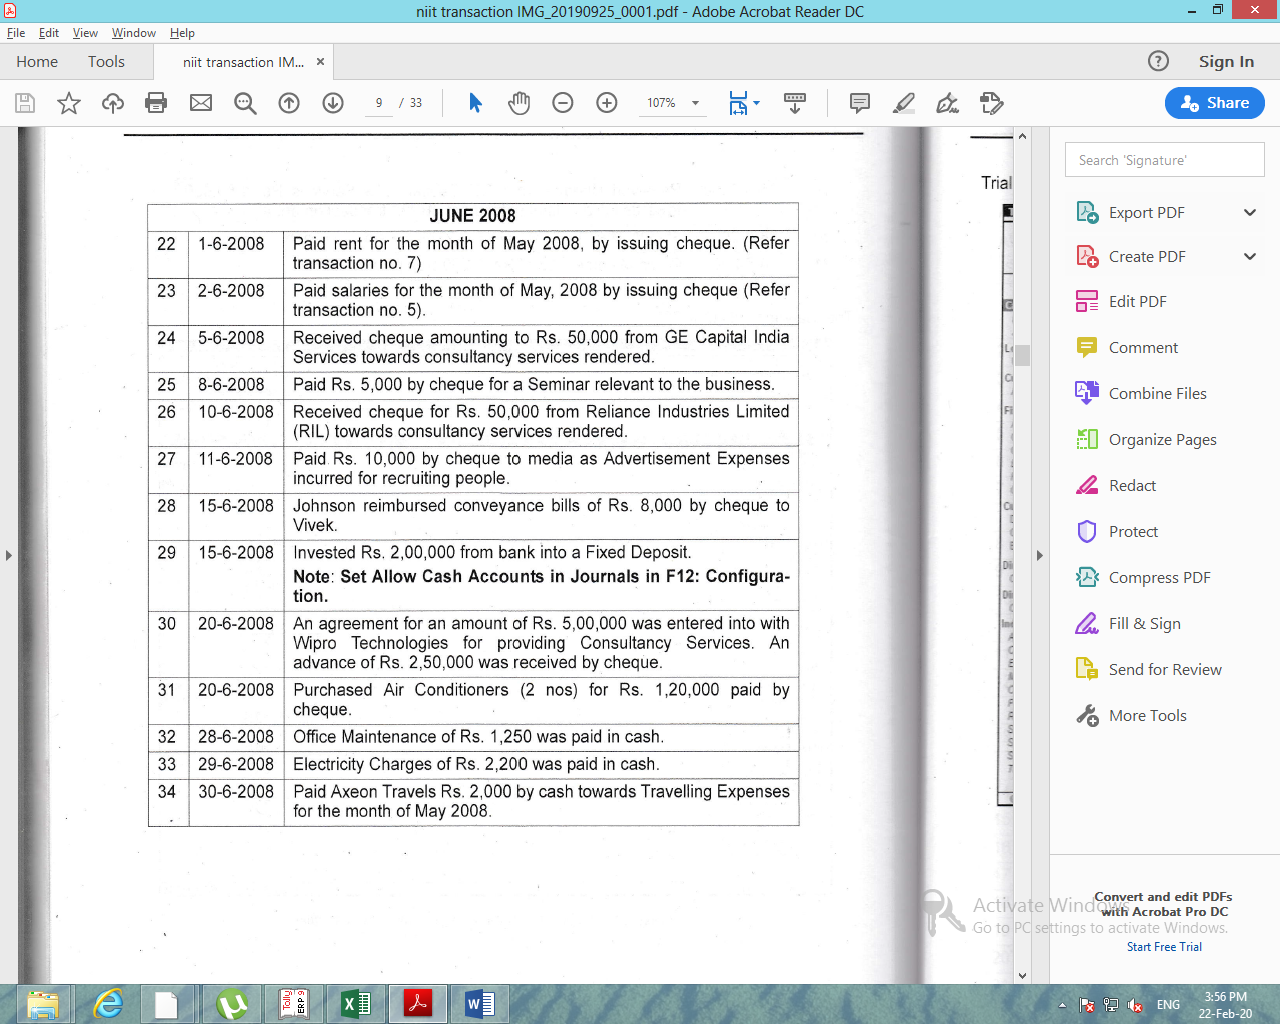 niit transaction IMG_20190925_0001.pdf - Adobe Acrobat Reader DC
File Edit View Window Help
Home Tools niit transaction IM... × Sign In
9 / 33 107% Share
Search 'Signature'
Export PDF
Create PDF
Edit PDF
Comment
Combine Files
Organize Pages
Redact
Protect
Compress PDF
Fill & Sign
Send for Review
More Tools
Convert and edit PDFs
with Acrobat Pro DC
Start Free Trial
Trial
JUNE 2008
22 1-6-2008 Paid rent for the month of May 2008, by issuing cheque. (Refer
transaction no. 7)
23 2-6-2008 Paid salaries for the month of May, 2008 by issuing cheque (Refer
transaction no. 5).
24 5-6-2008 Received cheque amounting to Rs. 50,000 from GE Capital India
Services towards consultancy services rendered.
25 8-6-2008 Paid Rs. 5,000 by cheque for a Seminar relevant to the business.
26 10-6-2008 Received cheque for Rs. 50,000 from Reliance Industries Limited
(RIL) towards consultancy services rendered.
27 11-6-2008 Paid Rs. 10,000 by cheque to media as Advertisement Expenses
incurred for recruiting people.
28 15-6-2008 Johnson reimbursed conveyance bills of Rs. 8,000 by cheque to
Vivek.
29 15-6-2008 Invested Rs. 2,00,000 from bank into a Fixed Deposit.
Note: Set Allow Cash Accounts in Journals in F12: Configura-
tion.
30 20-6-2008 An agreement for an amount of Rs. 5,00,000 was entered into with
Wipro Technologies for providing Consultancy Services. An
advance of Rs. 2,50,000 was received by cheque.
31 20-6-2008 Purchased Air Conditioners (2 nos) for Rs. 1,20,000 paid by
cheque.
32 28-6-2008 Office Maintenance of Rs. 1,250 was paid in cash.
33 29-6-2008 Electricity Charges of Rs. 2,200 was paid in cash.
34 30-6-2008 Paid Axeon Travels Rs. 2,000 by cash towards Travelling Expenses
for the month of May 2008.
Activate Windows
Go to PC settings to activate Windows.
Tally
ERP 9
ENG
3:56 PM
22-Feb-20